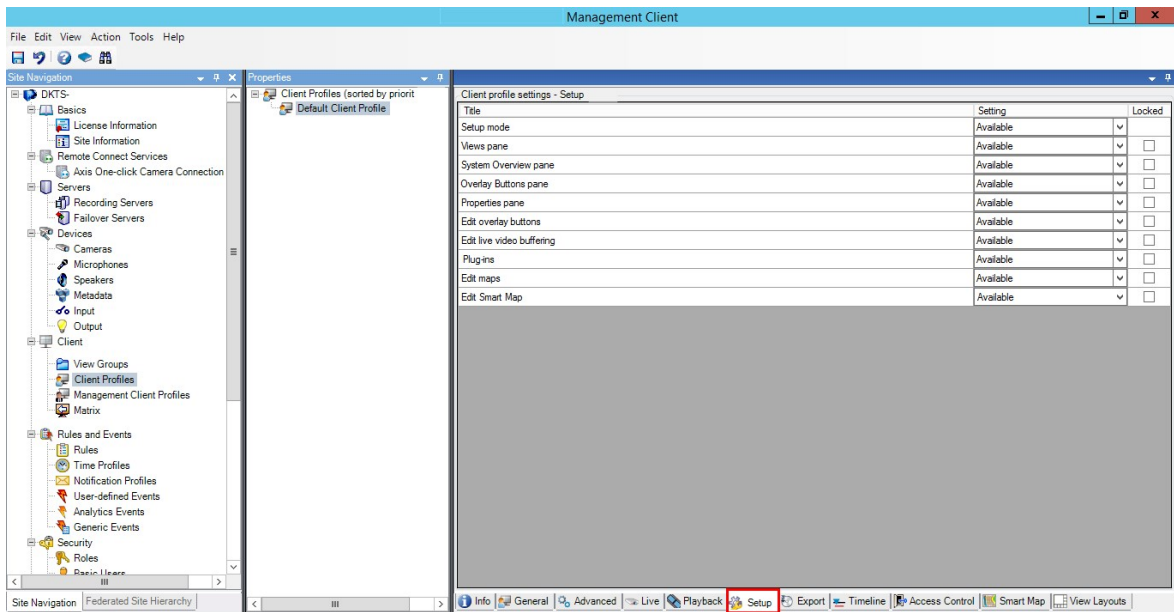 Management Client
File Edit View Action Tools Help
Site Navigation
DKTS-
Basics
License Information
Site Information
Remote Connect Services
Axis One-click Camera Connection
Servers
Recording Servers
Failover Servers
Devices
Cameras
Microphones
Speakers
Metadata
Input
Output
Client
View Groups
Client Profiles
Management Client Profiles
Matrix
Rules and Events
Rules
Time Profiles
Notification Profiles
User-defined Events
Analytics Events
Generic Events
Security
Roles
Basic Users
Site Navigation Federated Site Hierarchy
Properties
Client Profiles (sorted by priorit
Default Client Profile
Client profile settings - Setup
Title Setting Locked
Setup mode Available
Views pane Available
System Overview pane Available
Overlay Buttons pane Available
Properties pane Available
Edit overlay buttons Available
Edit live video buffering Available
Plug-ins Available
Edit maps Available
Edit Smart Map Available
Info General Advanced Live Playback Setup Export Timeline Access Control Smart Map View Layouts